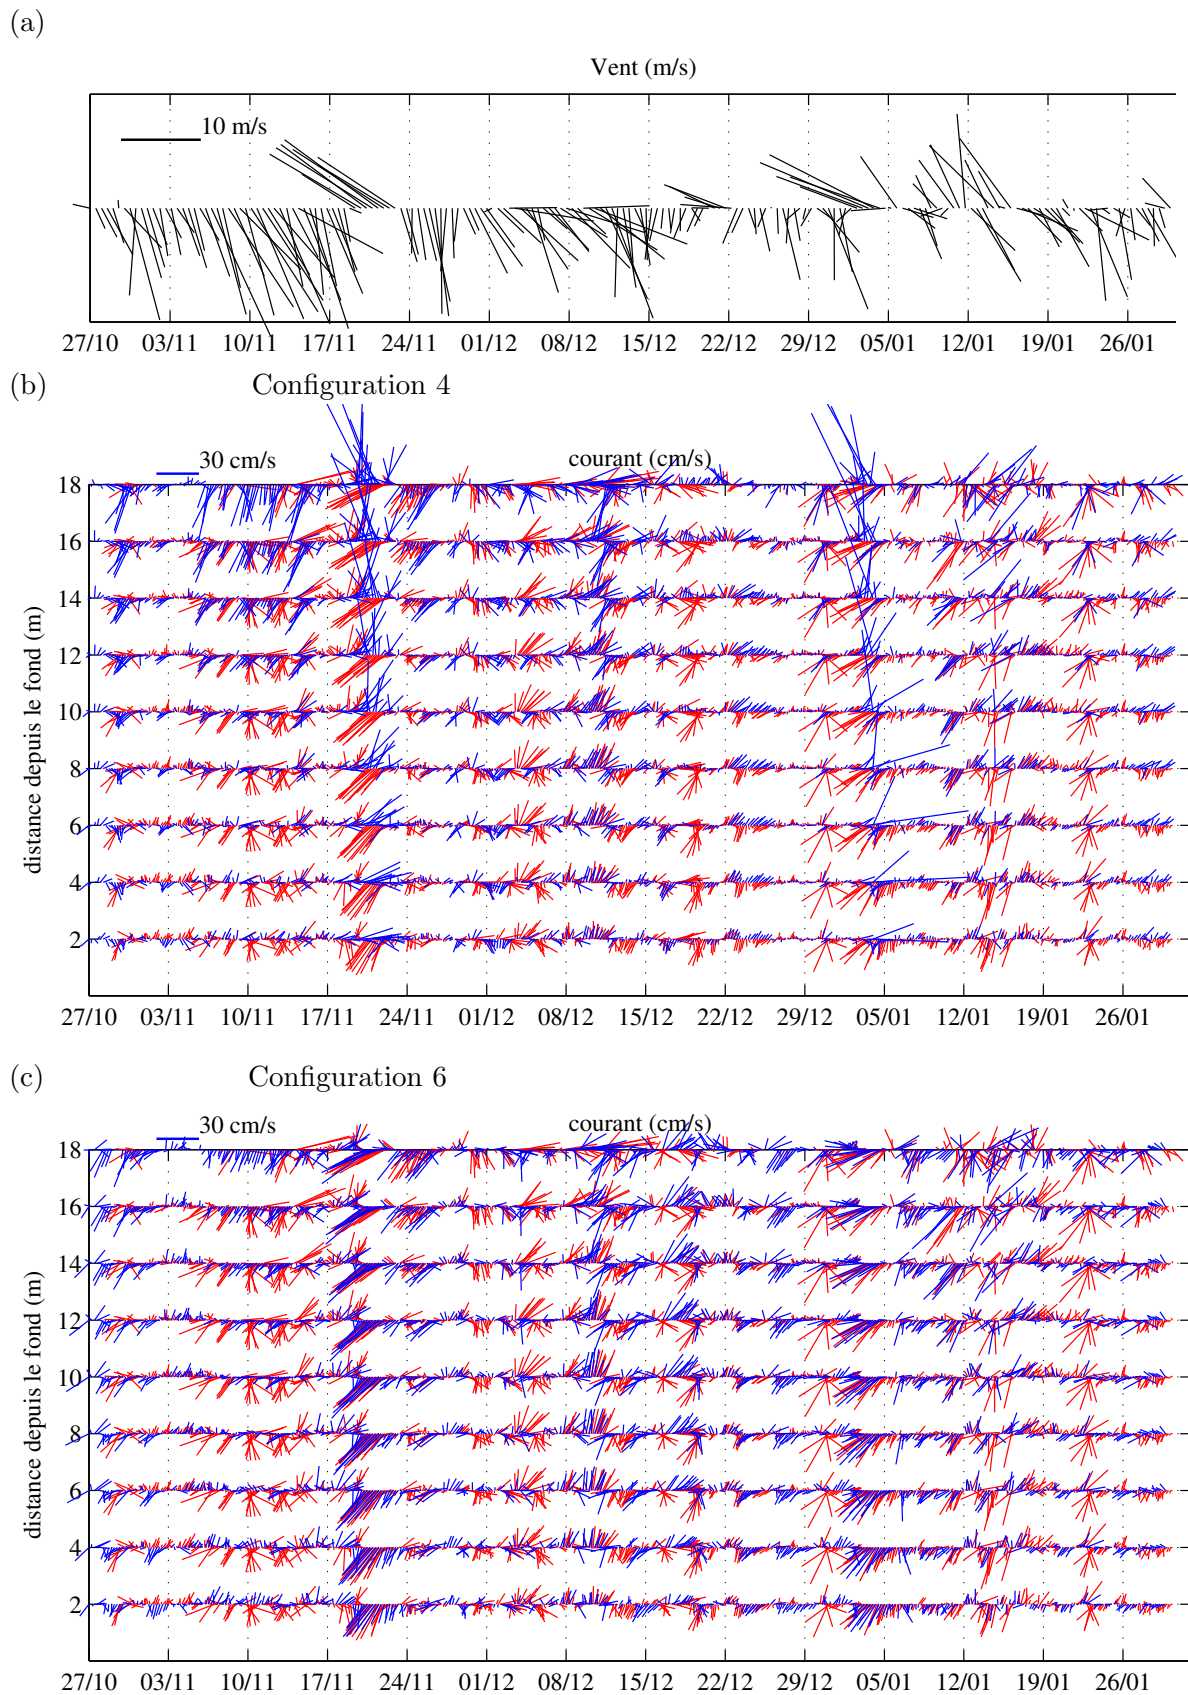 (a)
Vent (m/s)
10 m/s
27/10 03/11 10/11 17/11 24/11 01/12 08/12 15/12 22/12 29/12 05/01 12/01 19/01 26/01
(b) Configuration 4
30 cm/s courant (cm/s)
18
16
14
12
10
8
6
4
2
distance depuis le fond (m)
27/10 03/11 10/11 17/11 24/11 01/12 08/12 15/12 22/12 29/12 05/01 12/01 19/01 26/01
(c) Configuration 6
30 cm/s courant (cm/s)
18
16
14
12
10
8
6
4
2
distance depuis le fond (m)
27/10 03/11 10/11 17/11 24/11 01/12 08/12 15/12 22/12 29/12 05/01 12/01 19/01 26/01